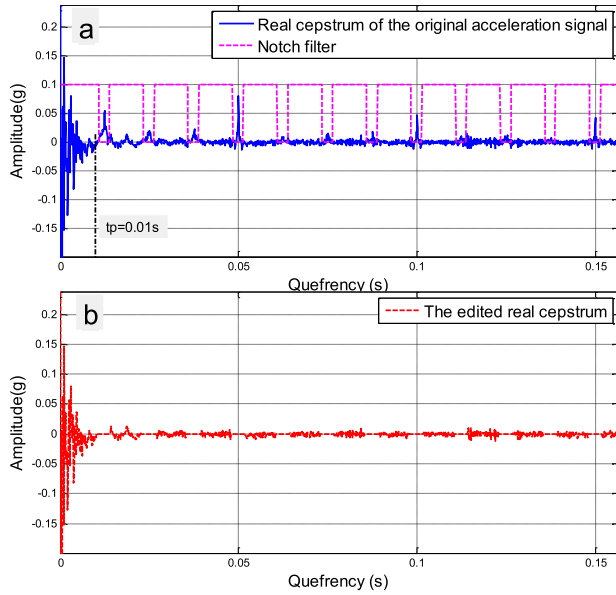 a
Real cepstrum of the original acceleration signal
Notch filter
Amplitude(g)
0.2
0.15
0.1
0.05
0
-0.05
-0.1
-0.15
tp=0.01s
0
0.05
0.1
0.15
Quefrency (s)
b
The edited real cepstrum
Amplitude(g)
0.2
0.15
0.1
0.05
0
-0.05
-0.1
-0.15
0
0.05
0.1
0.15
Quefrency (s)